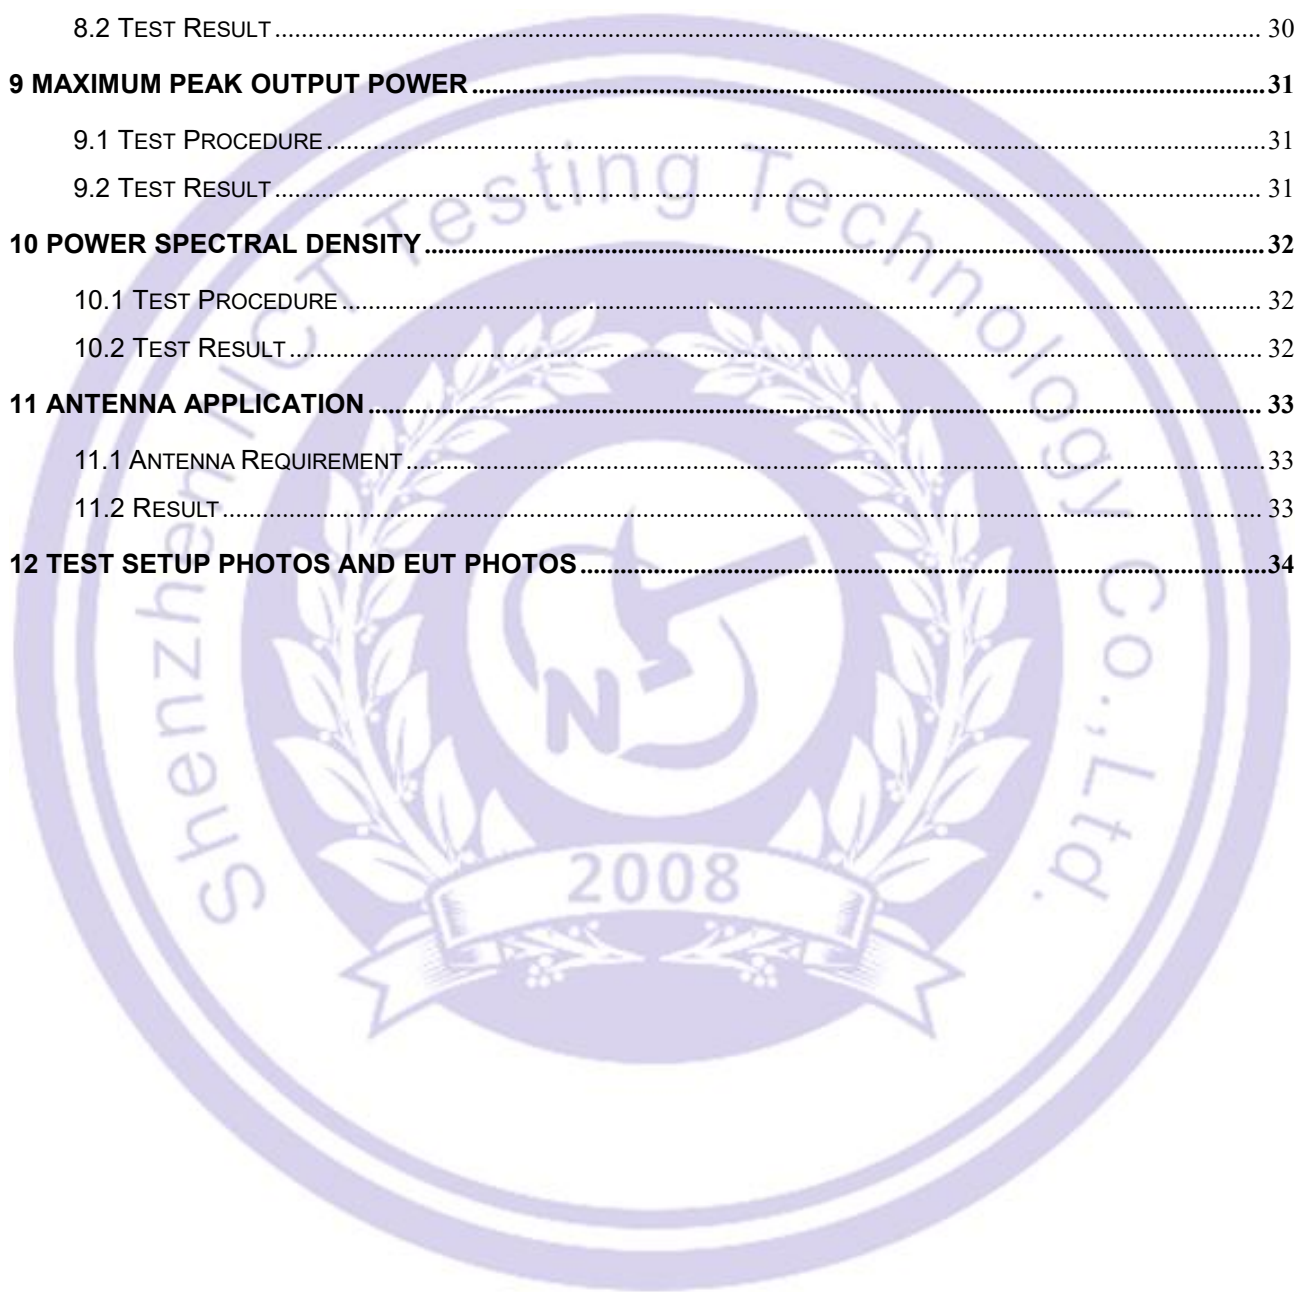 8.2 TEST RESULT.......................................................................................................................................................30
9 MAXIMUM PEAK OUTPUT POWER................................................................................................................31
9.1 TEST PROCEDURE..............................................................................................................................................31
9.2 TEST RESULT.......................................................................................................................................................31
10 POWER SPECTRAL DENSITY.......................................................................................................................32
10.1 TEST PROCEDURE............................................................................................................................................32
10.2 TEST RESULT.....................................................................................................................................................32
11 ANTENNA APPLICATION...............................................................................................................................33
11.1 ANTENNA REQUIREMENT..................................................................................................................................33
11.2 RESULT...............................................................................................................................................................33
12 TEST SETUP PHOTOS AND EUT PHOTOS..................................................................................................34
Shenzhen NCT Testing Technology Co.,Ltd.
N
2008